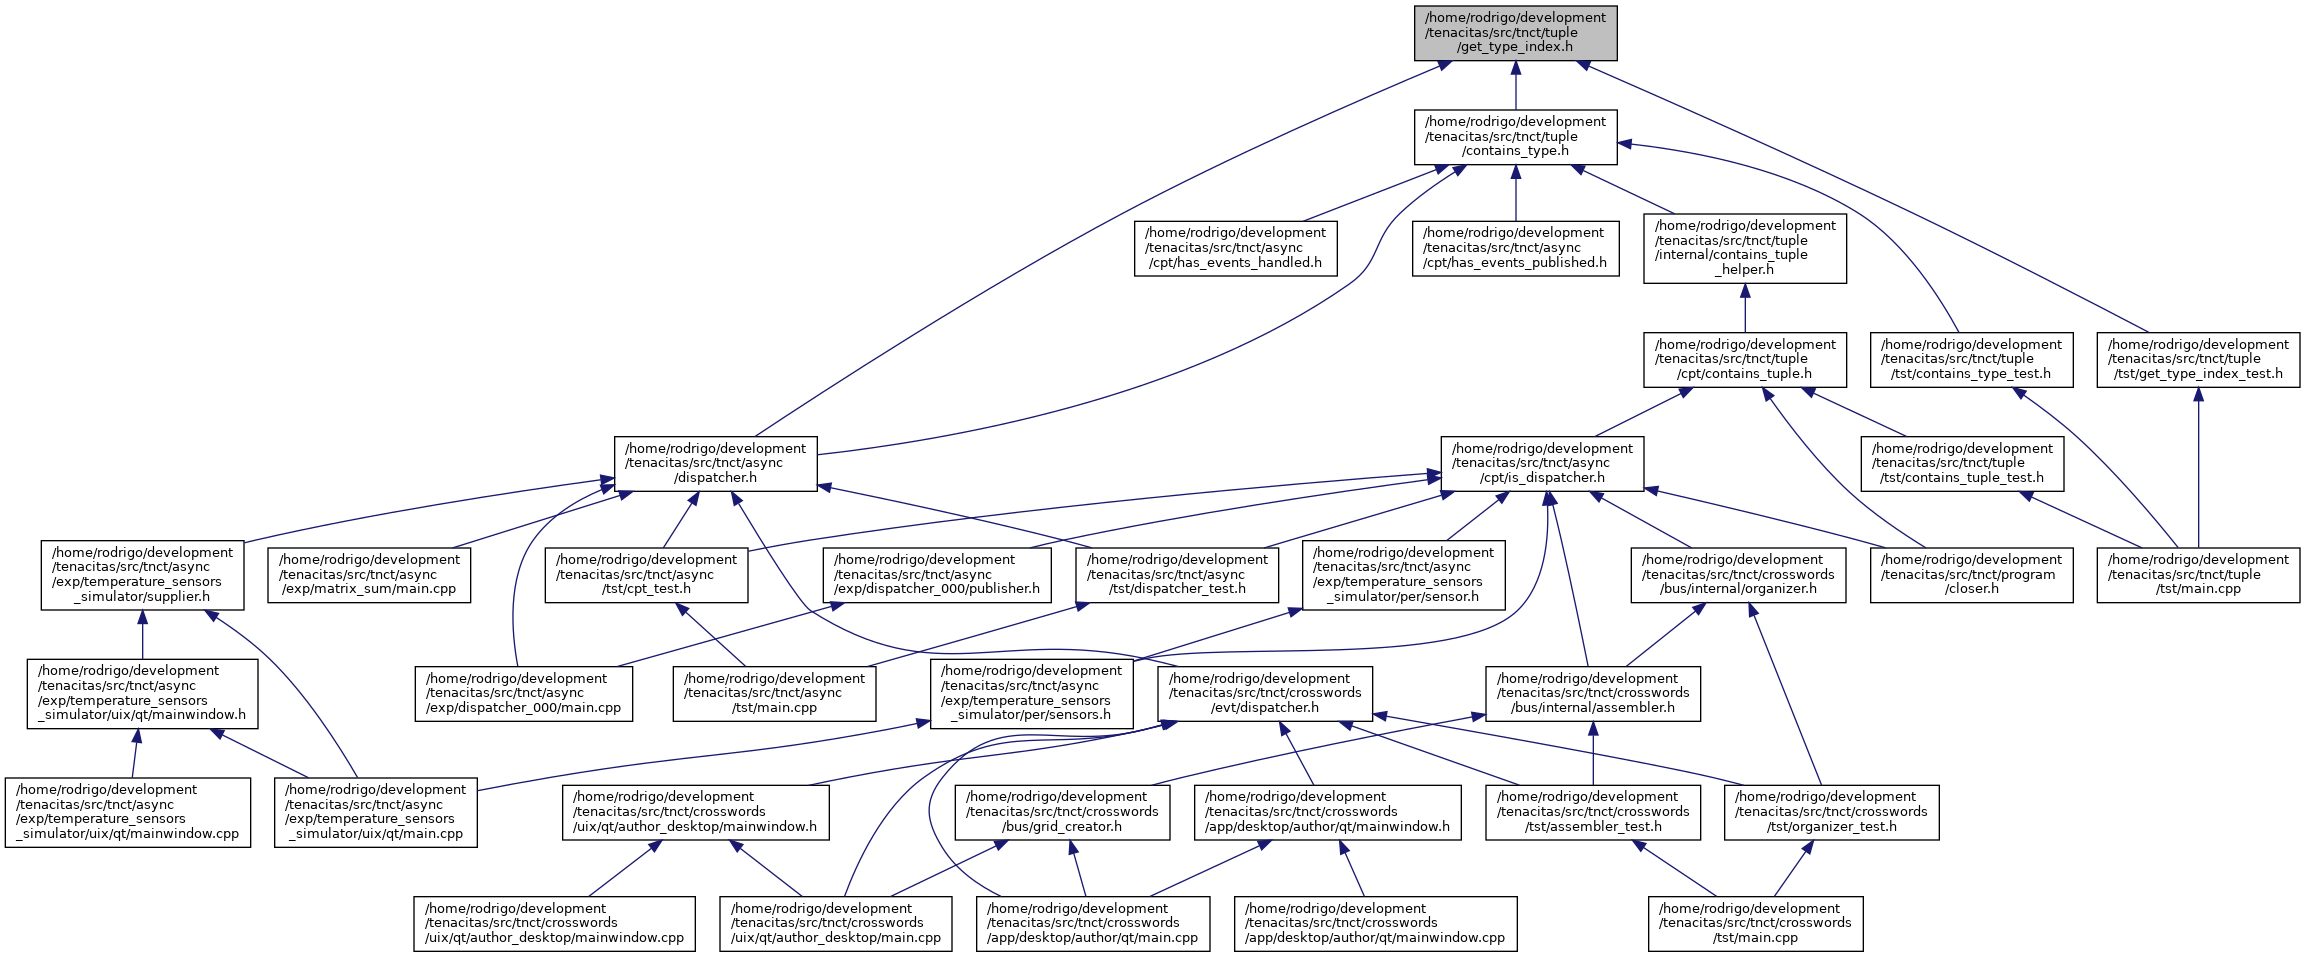 /home/rodrigo/development
/tenacitas/src/tnct/tuple
/get_type_index.h
/home/rodrigo/development
/tenacitas/src/tnct/tuple
/contains_type.h
/home/rodrigo/development
/tenacitas/src/tnct/async
/cpt/has_events_handled.h
/home/rodrigo/development
/tenacitas/src/tnct/async
/cpt/has_events_published.h
/home/rodrigo/development
/tenacitas/src/tnct/tuple
/internal/contains_tuple
_helper.h
/home/rodrigo/development
/tenacitas/src/tnct/tuple
/cpt/contains_tuple.h
/home/rodrigo/development
/tenacitas/src/tnct/tuple
/tst/contains_type_test.h
/home/rodrigo/development
/tenacitas/src/tnct/tuple
/tst/get_type_index_test.h
/home/rodrigo/development
/tenacitas/src/tnct/async
/dispatcher.h
/home/rodrigo/development
/tenacitas/src/tnct/async
/cpt/is_dispatcher.h
/home/rodrigo/development
/tenacitas/src/tnct/tuple
/tst/contains_tuple_test.h
/home/rodrigo/development
/tenacitas/src/tnct/async
/exp/temperature_sensors
_simulator/supplier.h
/home/rodrigo/development
/tenacitas/src/tnct/async
/exp/matrix_sum/main.cpp
/home/rodrigo/development
/tenacitas/src/tnct/async
/tst/cpt_test.h
/home/rodrigo/development
/tenacitas/src/tnct/async
/exp/dispatcher_000/publisher.h
/home/rodrigo/development
/tenacitas/src/tnct/async
/tst/dispatcher_test.h
/home/rodrigo/development
/tenacitas/src/tnct/async
/exp/temperature_sensors
_simulator/per/sensor.h
/home/rodrigo/development
/tenacitas/src/tnct/crosswords
/bus/internal/organizer.h
/home/rodrigo/development
/tenacitas/src/tnct/program
/closer.h
/home/rodrigo/development
/tenacitas/src/tnct/tuple
/tst/main.cpp
/home/rodrigo/development
/tenacitas/src/tnct/async
/exp/temperature_sensors
_simulator/uix/qt/mainwindow.h
/home/rodrigo/development
/tenacitas/src/tnct/async
/exp/dispatcher_000/main.cpp
/home/rodrigo/development
/tenacitas/src/tnct/async
/tst/main.cpp
/home/rodrigo/development
/tenacitas/src/tnct/async
/exp/temperature_sensors
_simulator/per/sensors.h
/home/rodrigo/development
/tenacitas/src/tnct/crosswords
/evt/dispatcher.h
/home/rodrigo/development
/tenacitas/src/tnct/crosswords
/bus/internal/assembler.h
/home/rodrigo/development
/tenacitas/src/tnct/async
/exp/temperature_sensors
_simulator/uix/qt/mainwindow.cpp
/home/rodrigo/development
/tenacitas/src/tnct/async
/exp/temperature_sensors
_simulator/uix/qt/main.cpp
/home/rodrigo/development
/tenacitas/src/tnct/crosswords
/uix/qt/author_desktop/mainwindow.h
/home/rodrigo/development
/tenacitas/src/tnct/crosswords
/bus/grid_creator.h
/home/rodrigo/development
/tenacitas/src/tnct/crosswords
/app/desktop/author/qt/mainwindow.h
/home/rodrigo/development
/tenacitas/src/tnct/crosswords
/tst/assembler_test.h
/home/rodrigo/development
/tenacitas/src/tnct/crosswords
/tst/organizer_test.h
/home/rodrigo/development
/tenacitas/src/tnct/crosswords
/uix/qt/author_desktop/mainwindow.cpp
/home/rodrigo/development
/tenacitas/src/tnct/crosswords
/uix/qt/author_desktop/main.cpp
/home/rodrigo/development
/tenacitas/src/tnct/crosswords
/app/desktop/author/qt/main.cpp
/home/rodrigo/development
/tenacitas/src/tnct/crosswords
/app/desktop/author/qt/mainwindow.cpp
/home/rodrigo/development
/tenacitas/src/tnct/crosswords
/tst/main.cpp